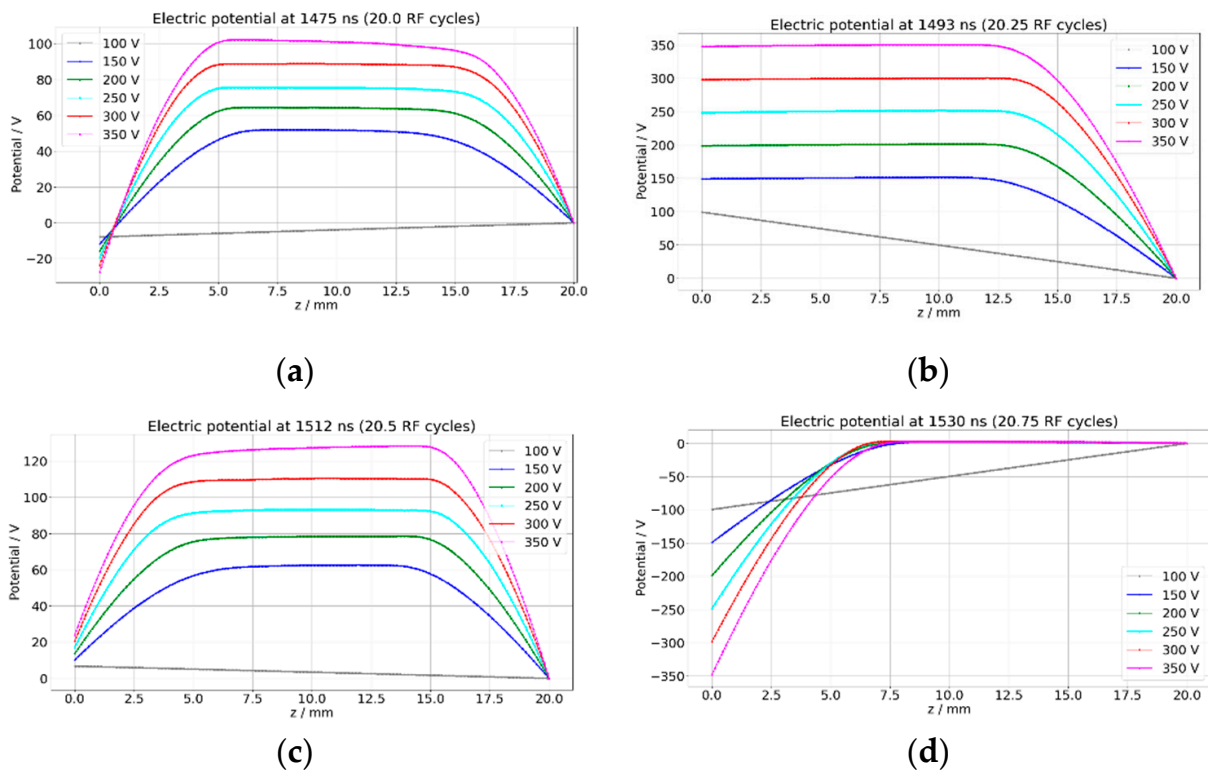 Electric potential at 1475 ns (20.0 RF cycles)
Potential / V
100
80
60
40
20
0
−20
100 V
150 V
200 V
250 V
300 V
350 V
0.0 2.5 5.0 7.5 10.0 12.5 15.0 17.5 20.0
z / mm
(a)
Electric potential at 1493 ns (20.25 RF cycles)
Potential / V
350
300
250
200
150
100
50
0
100 V
150 V
200 V
250 V
300 V
350 V
0.0 2.5 5.0 7.5 10.0 12.5 15.0 17.5 20.0
z / mm
(b)
Electric potential at 1512 ns (20.5 RF cycles)
Potential / V
120
100
80
60
40
20
0
100 V
150 V
200 V
250 V
300 V
350 V
0.0 2.5 5.0 7.5 10.0 12.5 15.0 17.5 20.0
z / mm
(c)
Electric potential at 1530 ns (20.75 RF cycles)
Potential / V
0
−50
−100
−150
−200
−250
−300
−350
100 V
150 V
200 V
250 V
300 V
350 V
0.0 2.5 5.0 7.5 10.0 12.5 15.0 17.5 20.0
z / mm
(d)